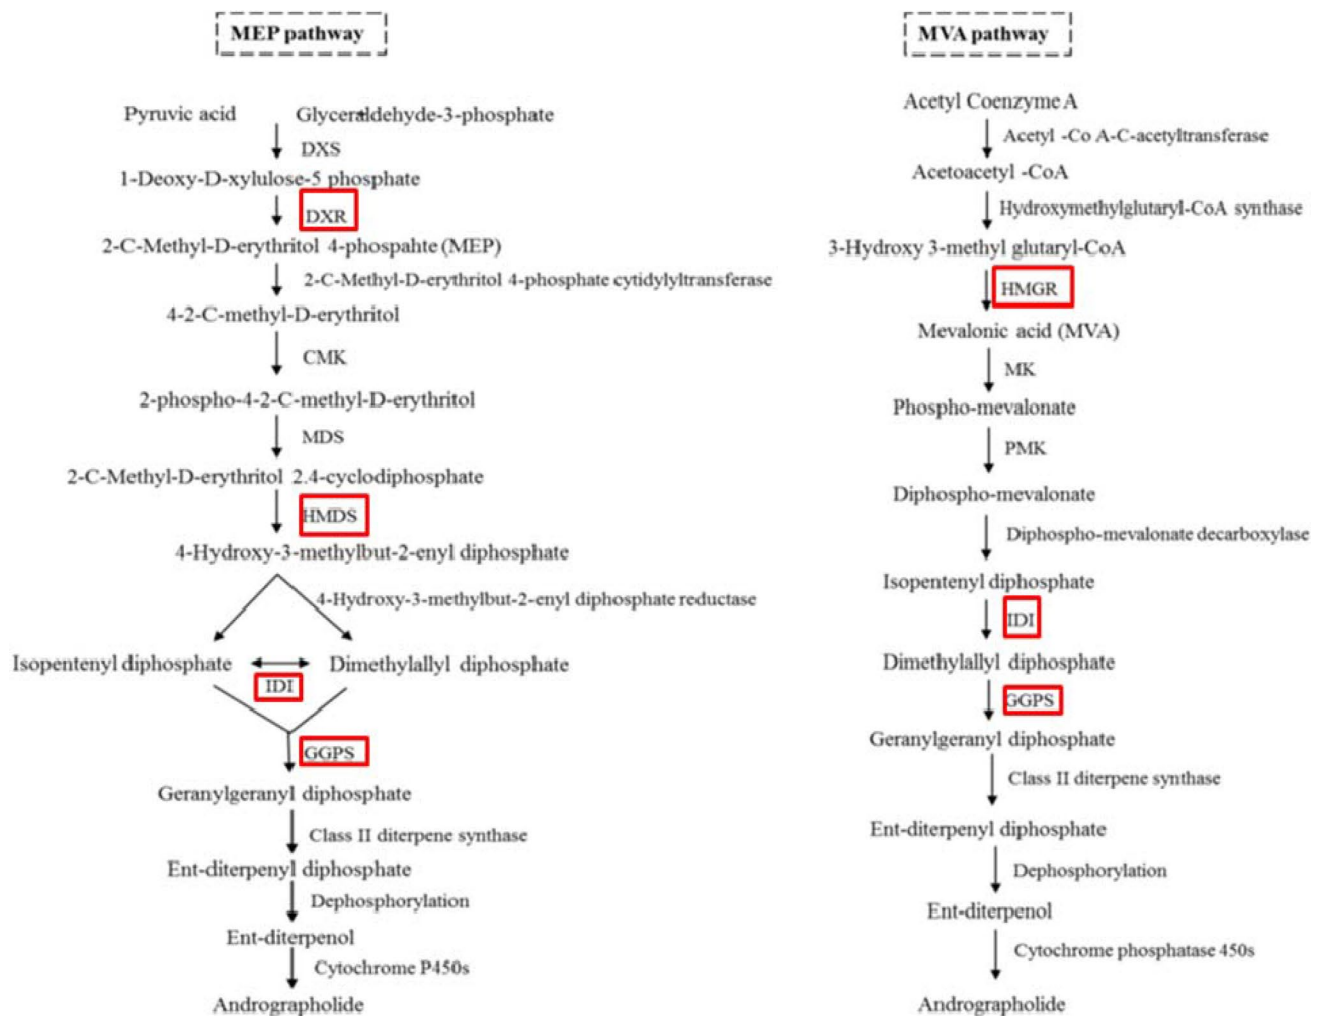 MEP pathway
Pyruvic acid
Glyceraldehyde-3-phosphate
DXS
1-Deoxy-D-xylulose-5 phosphate
DXR
2-C-Methyl-D-erythritol 4-phospahte (MEP)
2-C-Methyl-D-erythritol 4-phosphate cytidylyltransferase
4-2-C-methyl-D-erythritol
CMK
2-phospho-4-2-C-methyl-D-erythritol
MDS
2-C-Methyl-D-erythritol 2.4-cyclodiphosphate
HMDS
4-Hydroxy-3-methylbut-2-enyl diphosphate
4-Hydroxy-3-methylbut-2-enyl diphosphate reductase
Isopentenyl diphosphate
Dimethylallyl diphosphate
IDI
GGPS
Geranylgeranyl diphosphate
Class II diterpene synthase
Ent-diterpenyl diphosphate
Dephosphorylation
Ent-diterpenol
Cytochrome P450s
Andrographolide
MVA pathway
Acetyl Coenzyme A
Acetyl -Co A-C-acetyltransferase
Acetoacetyl -CoA
Hydroxymethylglutaryl-CoA synthase
3-Hydroxy 3-methyl glutaryl-CoA
HMGR
Mevalonic acid (MVA)
MK
Phospho-mevalonate
PMK
Diphospho-mevalonate
Diphospho-mevalonate decarboxylase
Isopentenyl diphosphate
IDI
Dimethylallyl diphosphate
GGPS
Geranylgeranyl diphosphate
Class II diterpene synthase
Ent-diterpenyl diphosphate
Dephosphorylation
Ent-diterpenol
Cytochrome phosphatase 450s
Andrographolide